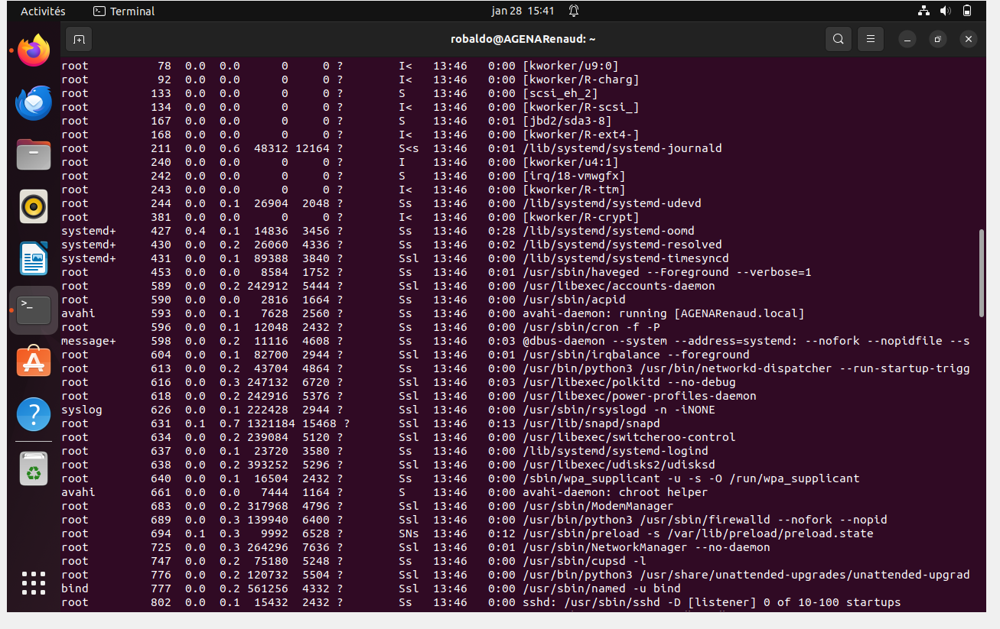 Activités Terminal jan 28 15:41
robaldo@AGENARenaud: ~
root 78 0.0 0.0 0 0 ? I< 13:46 0:00 [kworker/u9:0]
root 92 0.0 0.0 0 0 ? I< 13:46 0:00 [kworker/R-charg]
root 133 0.0 0.0 0 0 ? S 13:46 0:00 [scsi_eh_2]
root 134 0.0 0.0 0 0 ? I< 13:46 0:00 [kworker/R-scsi_]
root 167 0.0 0.0 0 0 ? S 13:46 0:01 [jbd2/sda3-8]
root 168 0.0 0.0 0 0 ? I< 13:46 0:00 [kworker/R-ext4-]
root 211 0.0 0.6 48312 12164 ? S<s 13:46 0:01 /lib/systemd/systemd-journald
root 240 0.0 0.0 0 0 ? I 13:46 0:00 [kworker/u4:1]
root 242 0.0 0.0 0 0 ? S 13:46 0:00 [irq/18-vmwgfx]
root 243 0.0 0.0 0 0 ? I< 13:46 0:00 [kworker/R-ttm]
root 244 0.0 0.1 26904 2048 ? Ss 13:46 0:00 /lib/systemd/systemd-udevd
root 381 0.0 0.0 0 0 ? I< 13:46 0:00 [kworker/R-crypt]
systemd+ 427 0.4 0.1 14836 3456 ? Ss 13:46 0:28 /lib/systemd/systemd-oomd
systemd+ 430 0.0 0.2 26060 4336 ? Ss 13:46 0:02 /lib/systemd/systemd-resolved
systemd+ 431 0.0 0.1 89388 3840 ? Ssl 13:46 0:00 /lib/systemd/systemd-timesyncd
root 453 0.0 0.0 8584 1752 ? Ss 13:46 0:01 /usr/sbin/haveged --Foreground --verbose=1
root 589 0.0 0.2 242912 5444 ? Ssl 13:46 0:00 /usr/libexec/accounts-daemon
root 590 0.0 0.0 2816 1664 ? Ss 13:46 0:00 /usr/sbin/acpid
avahi 593 0.0 0.1 7628 2560 ? Ss 13:46 0:00 avahi-daemon: running [AGENARenaud.local]
root 596 0.0 0.1 12048 2432 ? Ss 13:46 0:00 /usr/sbin/cron -f -P
message+ 598 0.0 0.2 11116 4608 ? Ss 13:46 0:03 @dbus-daemon --system --address=systemd: --nofork --nopidfile --s
root 604 0.0 0.1 82700 2944 ? Ssl 13:46 0:01 /usr/sbin/irqbalance --foreground
root 613 0.0 0.2 43704 4864 ? Ss 13:46 0:00 /usr/bin/python3 /usr/bin/networkd-dispatcher --run-startup-trigg
root 616 0.0 0.3 247132 6720 ? Ssl 13:46 0:03 /usr/libexec/polkitd --no-debug
root 618 0.0 0.2 242916 5376 ? Ssl 13:46 0:00 /usr/libexec/power-profiles-daemon
syslog 626 0.0 0.1 222428 2944 ? Ssl 13:46 0:00 /usr/sbin/rsyslogd -n -iNONE
root 631 0.1 0.7 1321184 15468 ? Ssl 13:46 0:13 /usr/lib/snapd/snapd
root 634 0.0 0.2 239084 5120 ? Ssl 13:46 0:00 /usr/libexec/switcheroo-control
root 637 0.0 0.1 23720 3580 ? Ss 13:46 0:00 /lib/systemd/systemd-logind
root 638 0.0 0.2 393252 5296 ? Ssl 13:46 0:00 /usr/libexec/udisks2/udisksd
root 640 0.0 0.1 16504 2432 ? Ss 13:46 0:00 /sbin/wpa_supplicant -u -s -O /run/wpa_supplicant
avahi 661 0.0 0.0 7444 1164 ? S 13:46 0:00 avahi-daemon: chroot helper
root 683 0.0 0.2 317968 4796 ? Ssl 13:46 0:00 /usr/sbin/ModemManager
root 689 0.0 0.3 139940 6400 ? Ssl 13:46 0:00 /usr/bin/python3 /usr/sbin/firewalld --nofork --nopid
root 694 0.1 0.3 9992 6528 ? SNs 13:46 0:12 /usr/sbin/preload -s /var/lib/preload/preload.state
root 725 0.0 0.3 264296 7636 ? Ssl 13:46 0:01 /usr/sbin/NetworkManager --no-daemon
root 747 0.0 0.2 75180 5248 ? Ss 13:46 0:00 /usr/sbin/cupsd -l
root 776 0.0 0.2 120732 5504 ? Ssl 13:46 0:00 /usr/bin/python3 /usr/share/unattended-upgrades/unattended-upgrad
bind 777 0.0 0.2 561256 4332 ? Ssl 13:46 0:00 /usr/sbin/named -u bind
root 802 0.0 0.1 15432 2432 ? Ss 13:46 0:00 sshd: /usr/sbin/sshd -D [listener] 0 of 10-100 startups